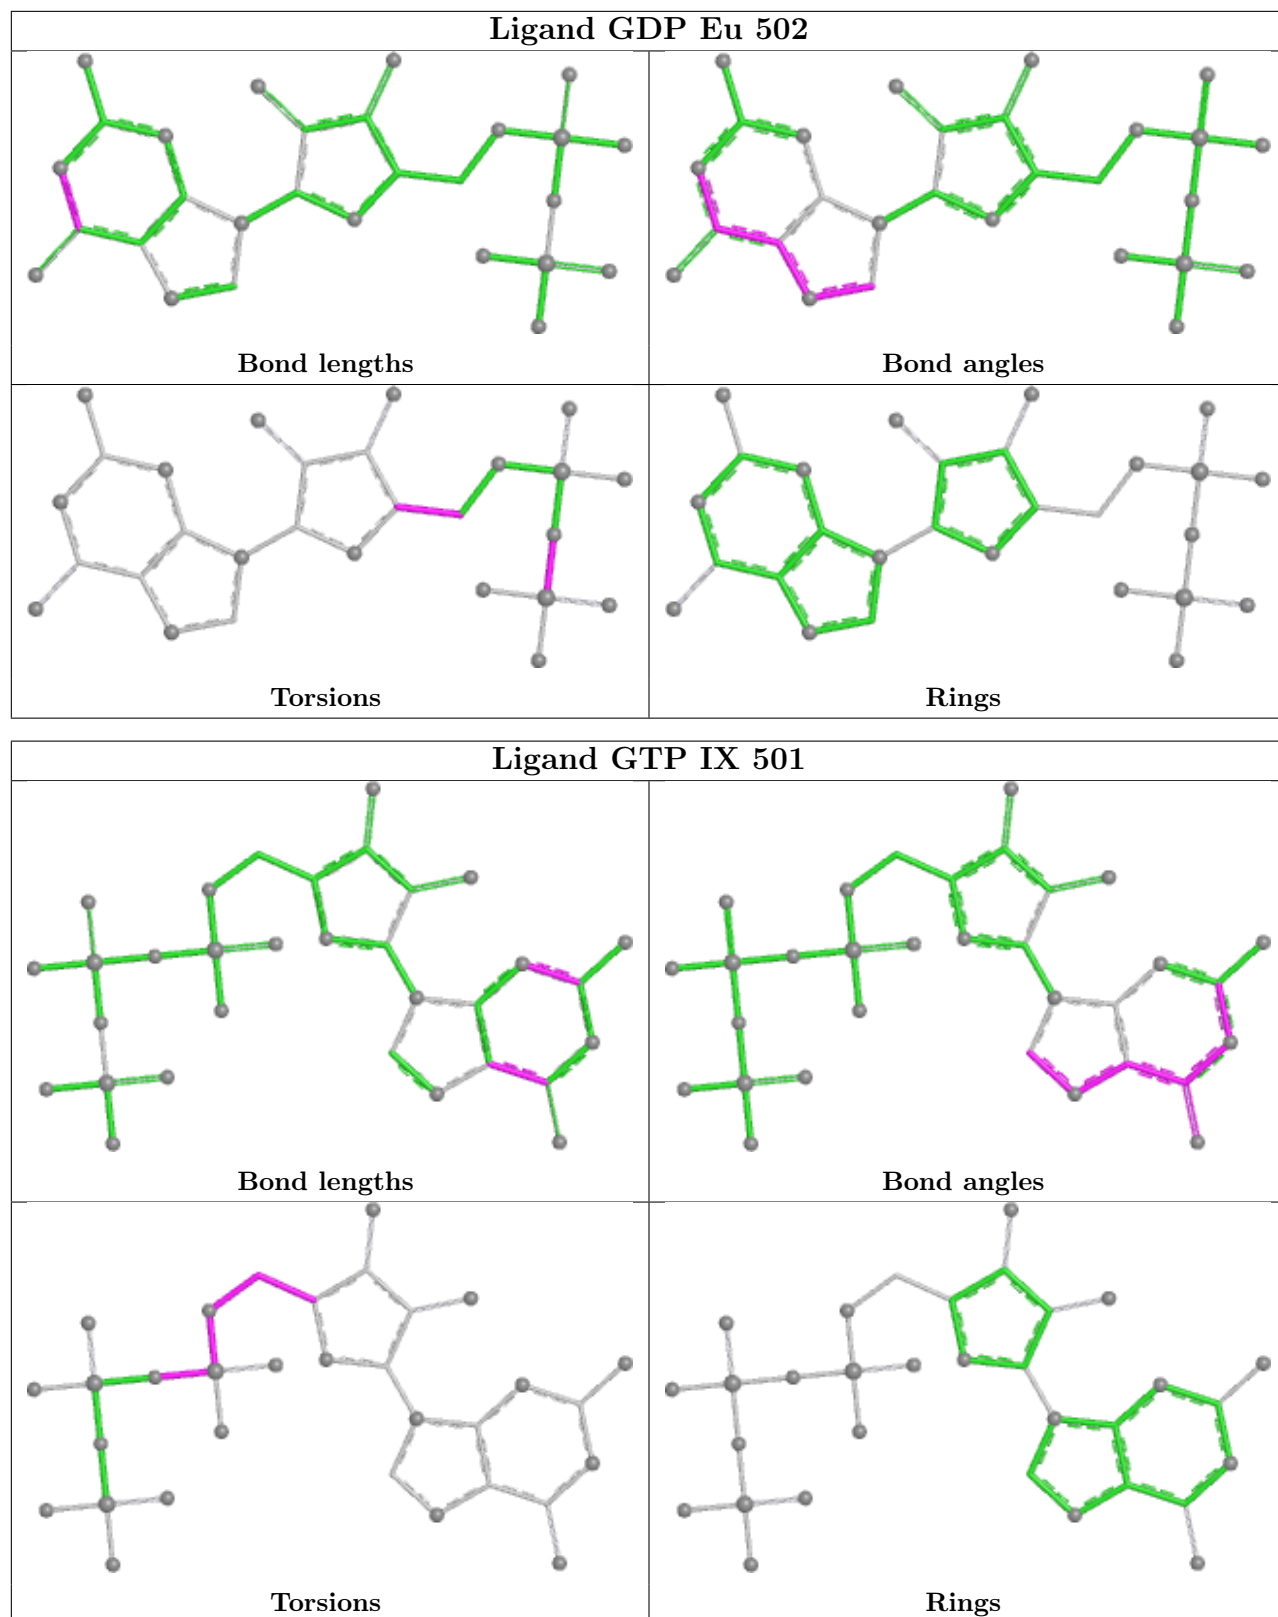 Ligand GDP Eu 502
Bond lengths
Bond angles
Torsions
Rings
Ligand GTP IX 501
Bond lengths
Bond angles
Torsions
Rings